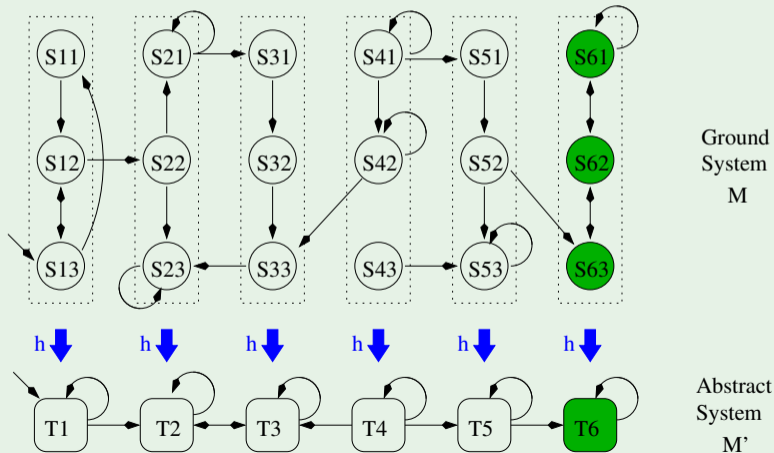 S11 S21 S31 S41 S51 S61
S12 S22 S32 S42 S52 S62
Ground
System
M
S13 S23 S33 S43 S53 S63
h h h h h h
T1 T2 T3 T4 T5 T6
Abstract
System
M'